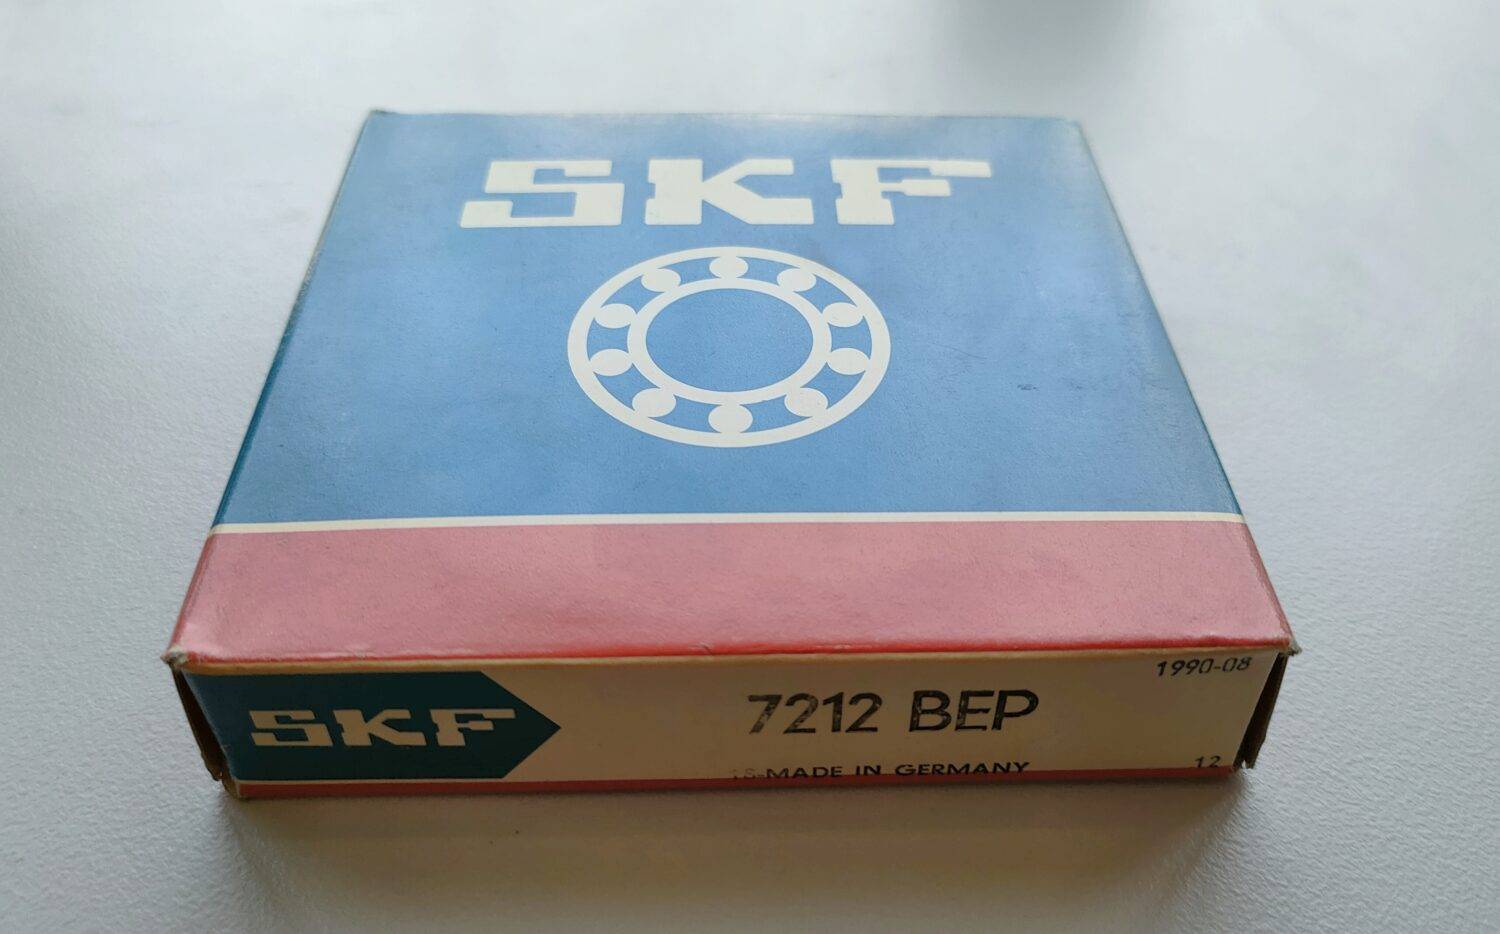 SKF
1990-08
SKF
7212 BEP
MADE IN GERMANY
12